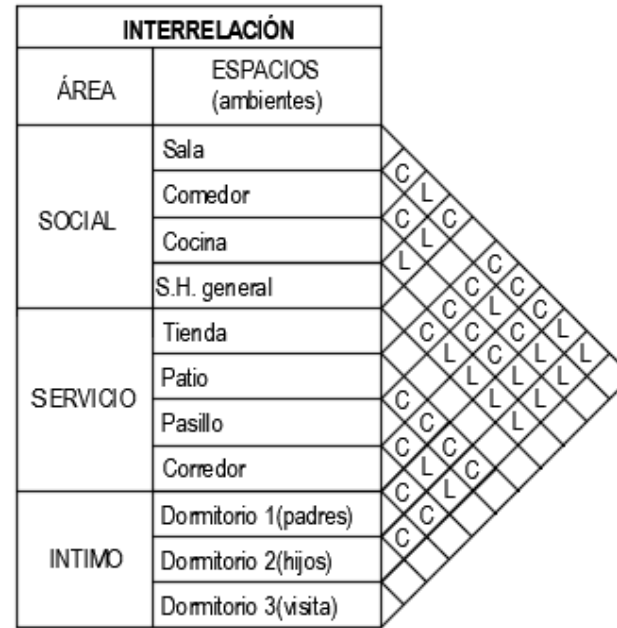 INTERRELACIÓN
ÁREA
ESPACIOS
(ambientes)
SOCIAL
Sala
Comedor
Cocina
S.H. general
SERVICIO
Tienda
Patio
Pasillo
Corredor
INTIMO
Dormitorio 1(padres)
Dormitorio 2(hijos)
Dormitorio 3(visita)
C
L
C C
L
L C
C C
C L C
C C C L
L C L L
L L L
C L L
C L
C C
L C
C L
C
C